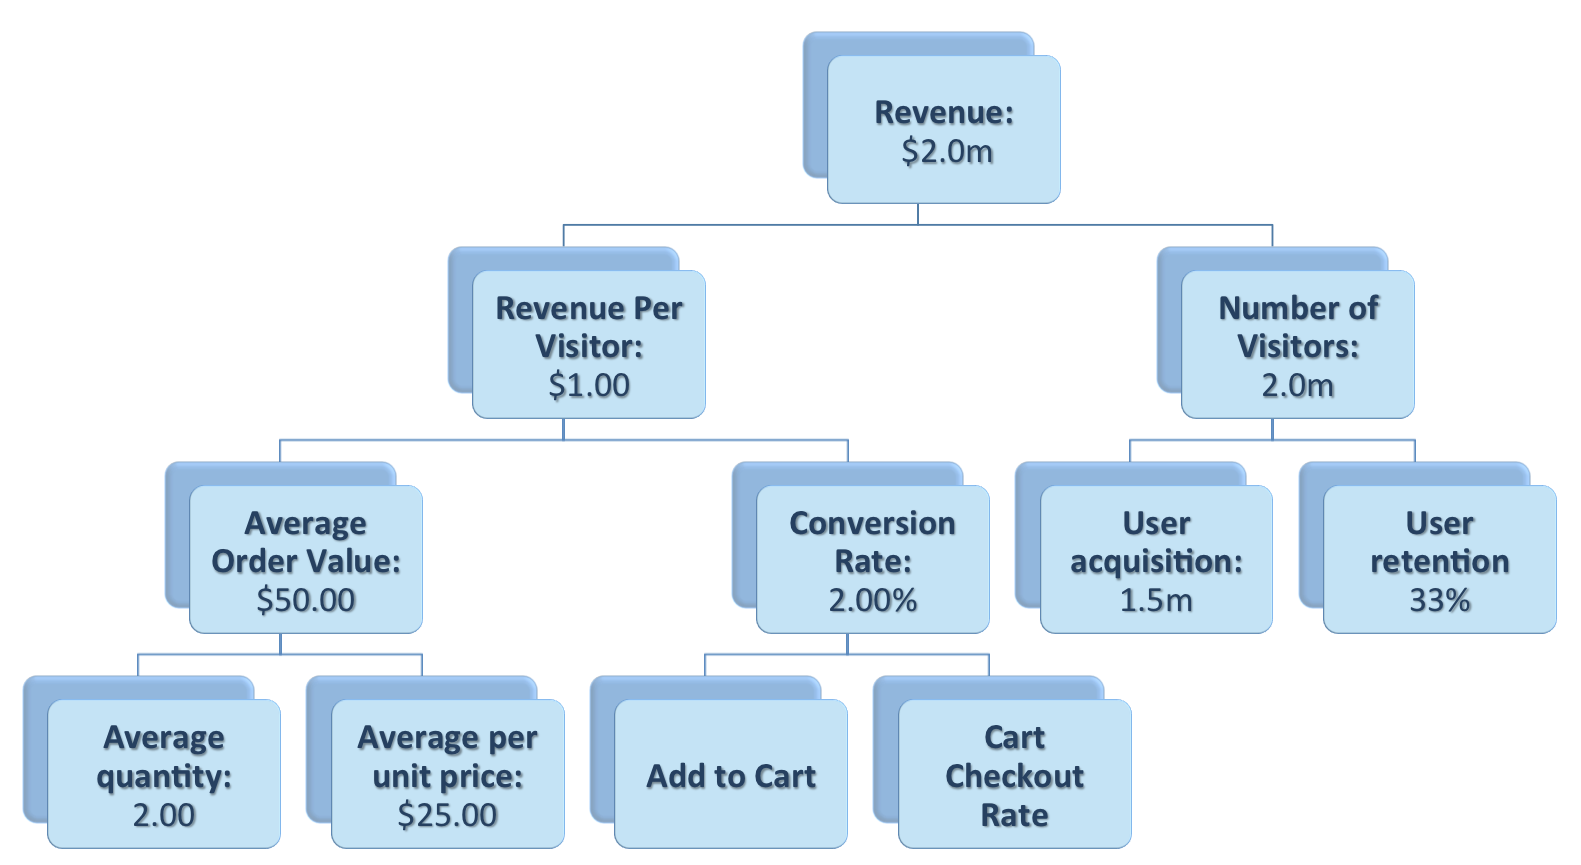 Revenue:
$2.0m
Revenue Per
Visitor:
$1.00
Number of
Visitors:
2.0m
Average
Order Value:
$50.00
Conversion
Rate:
2.00%
User
acquisition:
1.5m
User
retention
33%
Average
quantity:
2.00
Average per
unit price:
$25.00
Add to Cart
Cart
Checkout
Rate